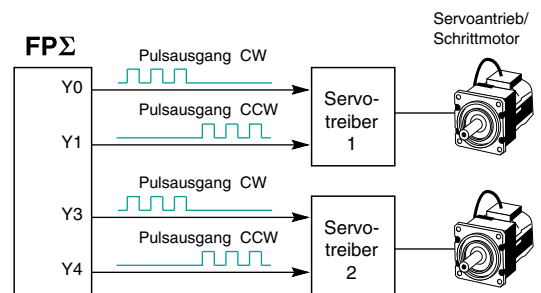 Servoantrieb/
Schrittmotor
FPΣ
Pulsausgang CW
Y0
Pulsausgang CCW
Y1
Servo-
treiber
1
Pulsausgang CW
Y3
Pulsausgang CCW
Y4
Servo-
treiber
2